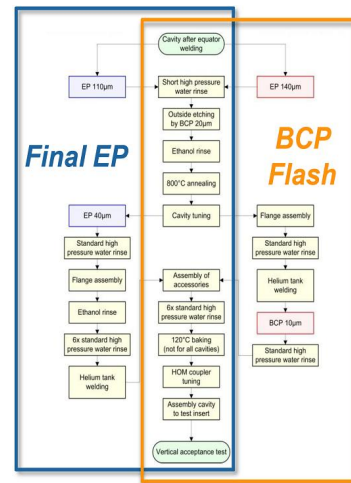 Cavity after equator
welding
EP 110µm
Short high pressure
water rinse
EP 140µm
Outside etching
by BCP 20µm
Final EP
BCP
Flash
Ethanol rinse
800°C annealing
EP 40µm
Cavity tuning
Flange assembly
Standard high
pressure water rinse
Standard high
pressure water rinse
Flange assembly
Assembly of
accessories
Helium tank
welding
Ethanol rinse
6x standard high
pressure water rinse
BCP 10µm
6x standard high
pressure water rinse
120°C baking
(not for all cavities)
Standard high
pressure water rinse
Helium tank
welding
HOM coupler
tuning
Assembly cavity
to test insert
Vertical acceptance test